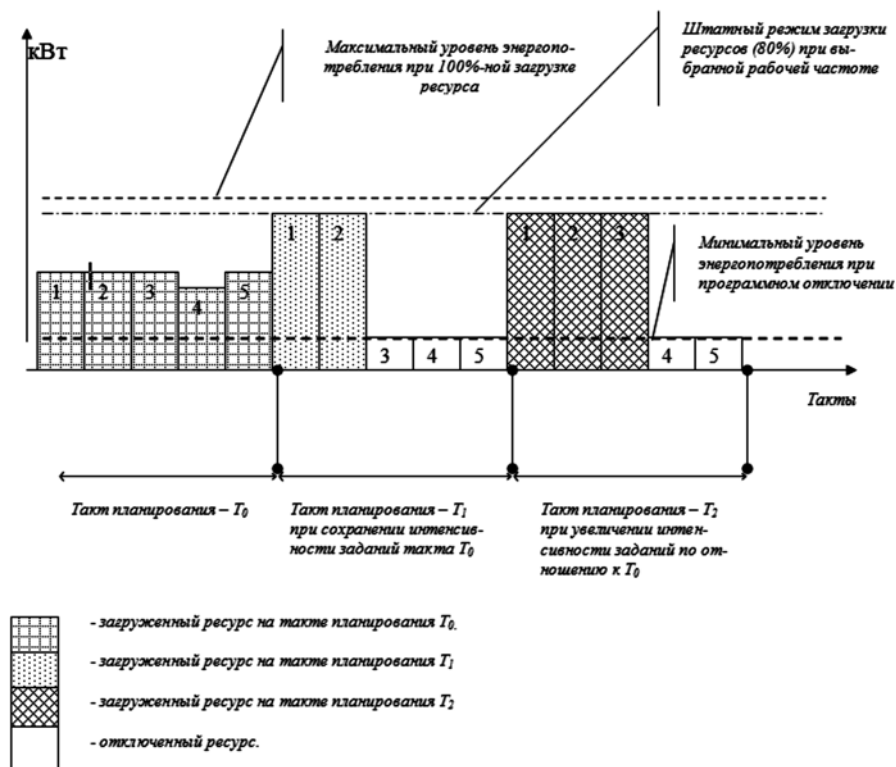 кВт
Максимальный уровень энергопо-
требления при 100%-ной загрузке
ресурса
Штатный режим загрузки
ресурсов (80%) при вы-
бранной рабочей частоте
Минимальный уровень
энергопотребления при
программном отключении
1 2 3 4 5
1 2 3 4 5
1 2 3 4 5
Такты
Такт планирования – T0
Такт планирования – T1
при сохранении интенсив-
ности заданий такта T0
Такт планирования – T2
при увеличении интен-
сивности заданий по от-
ношению к T0
- загруженный ресурс на такте планирования T0.
- загруженный ресурс на такте планирования T1
- загруженный ресурс на такте планирования T2
- отключенный ресурс.